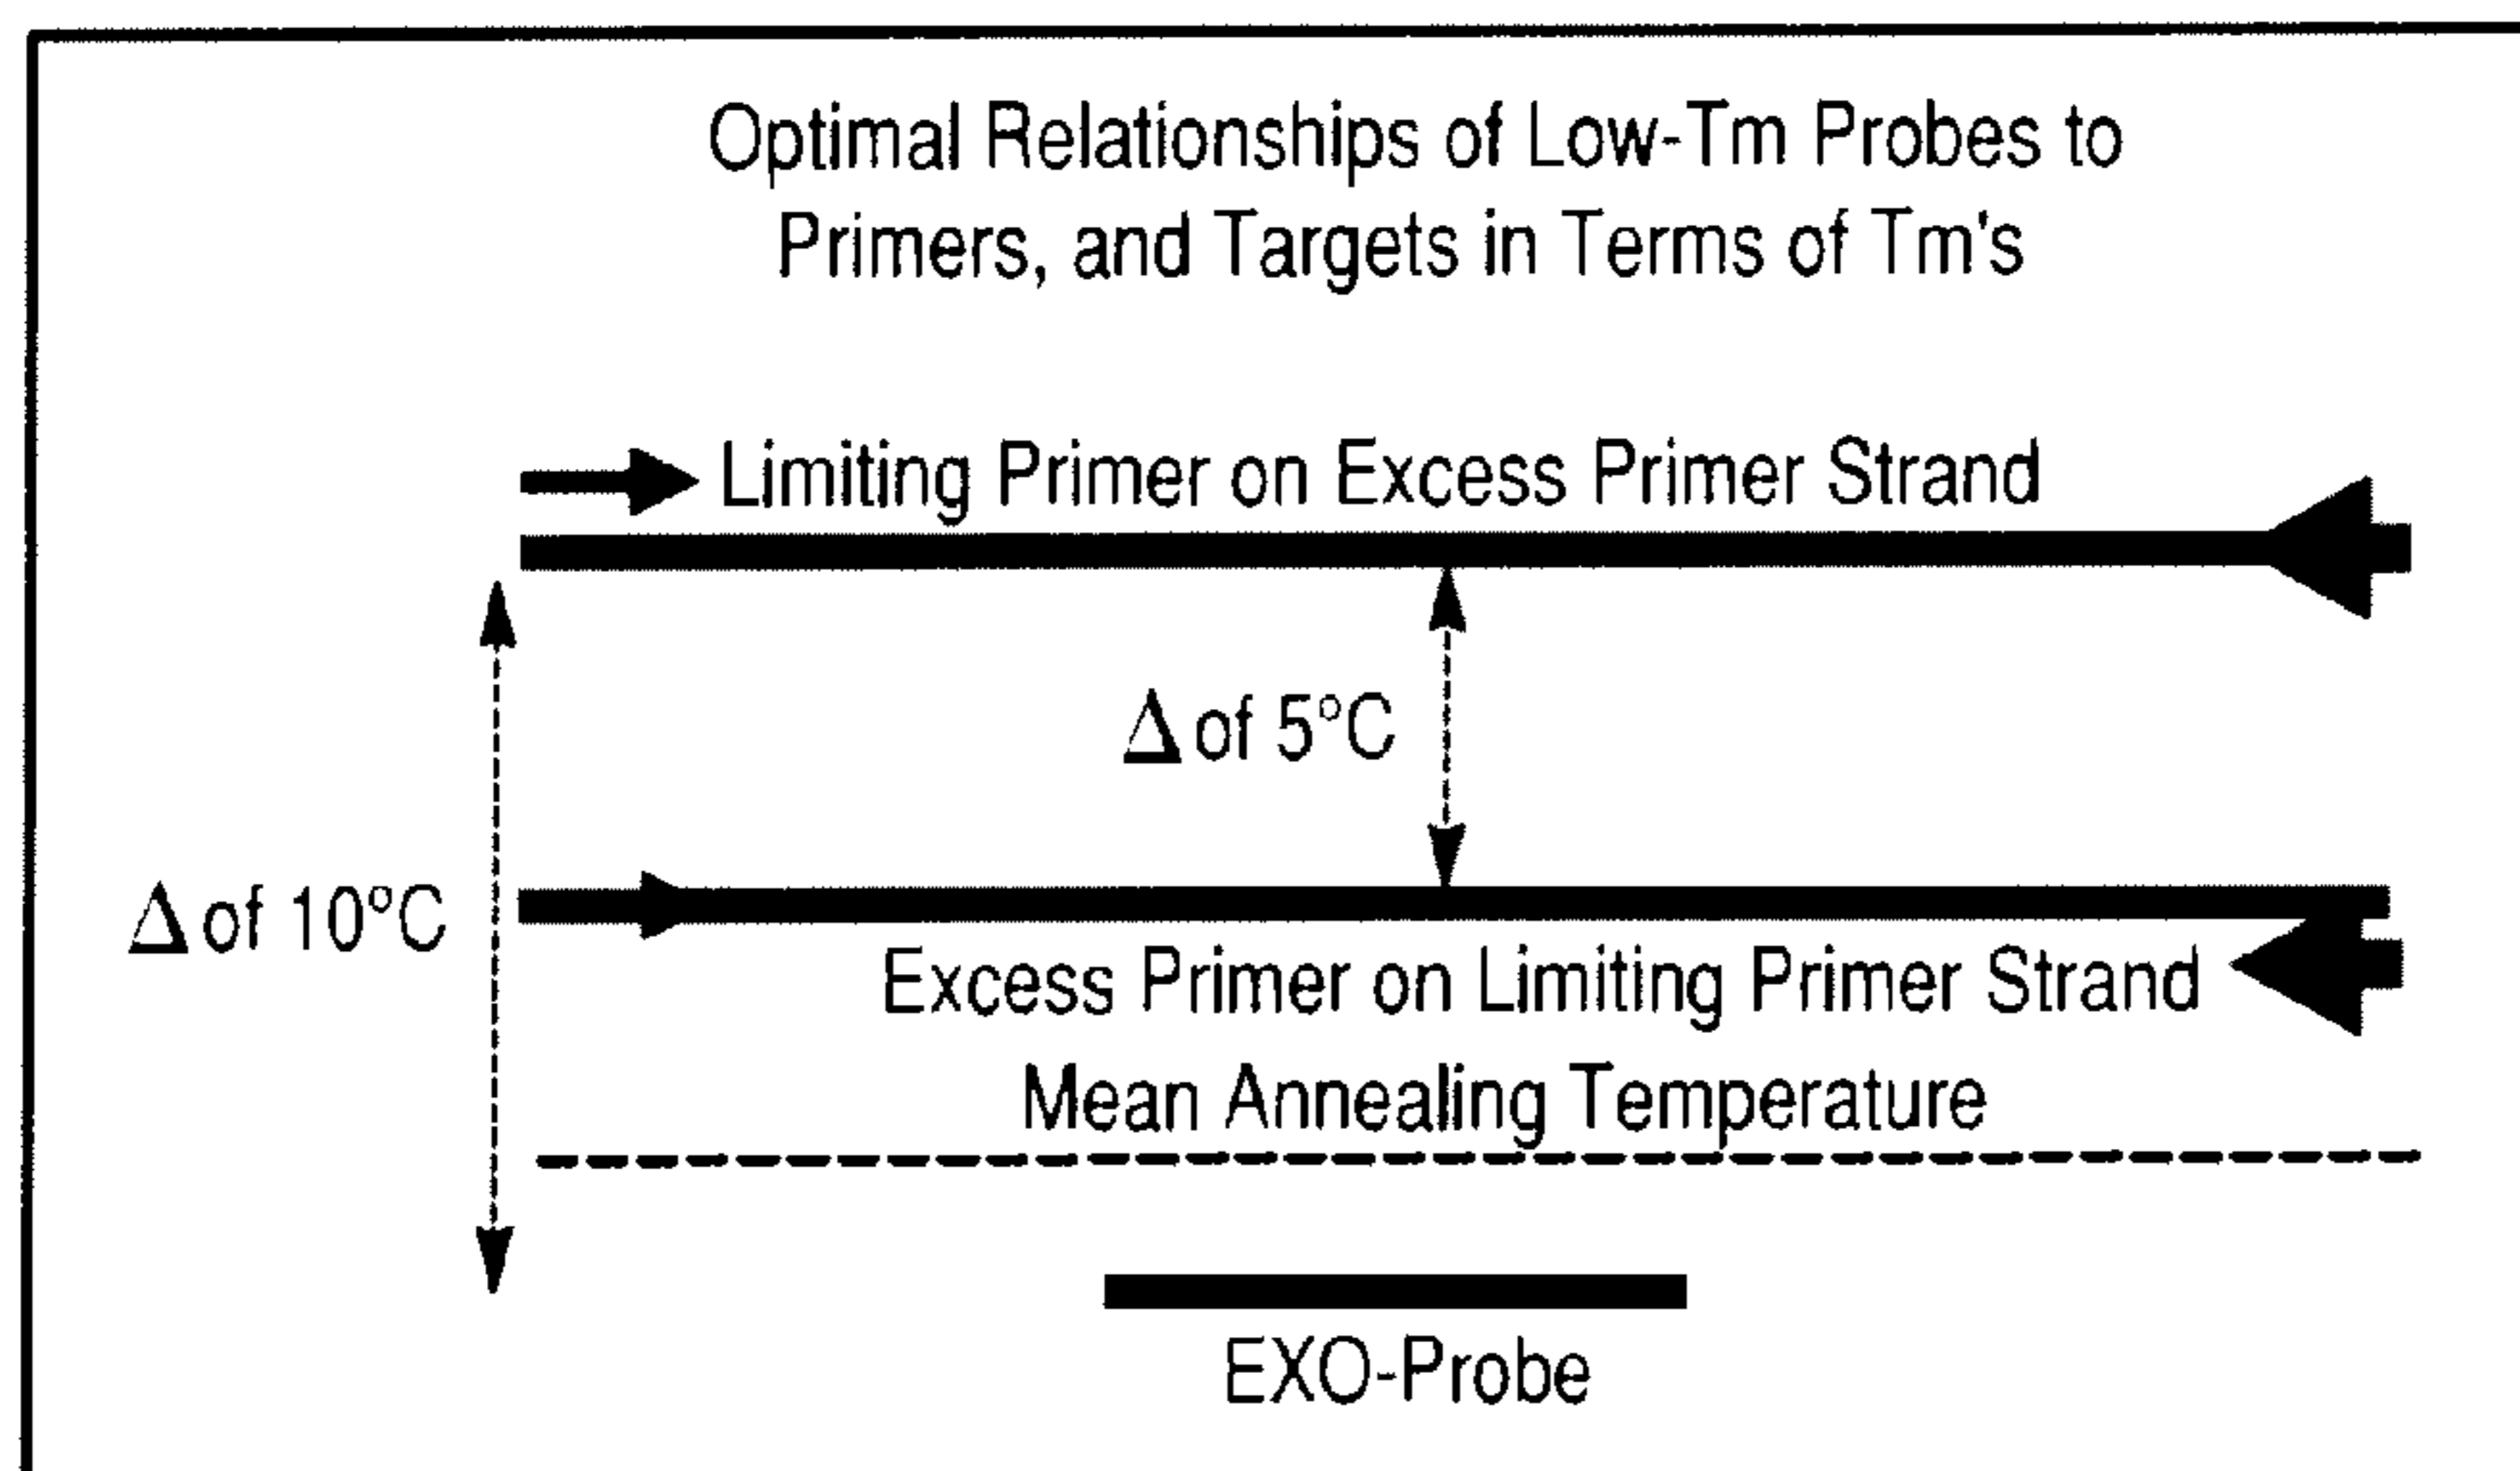 Optimal Relationships of Low-Tm Probes to
Primers, and Targets in Terms of Tm's
Limiting Primer on Excess Primer Strand
Δ of 5°C
Δ of 10°C
Excess Primer on Limiting Primer Strand
Mean Annealing Temperature
EXO-Probe